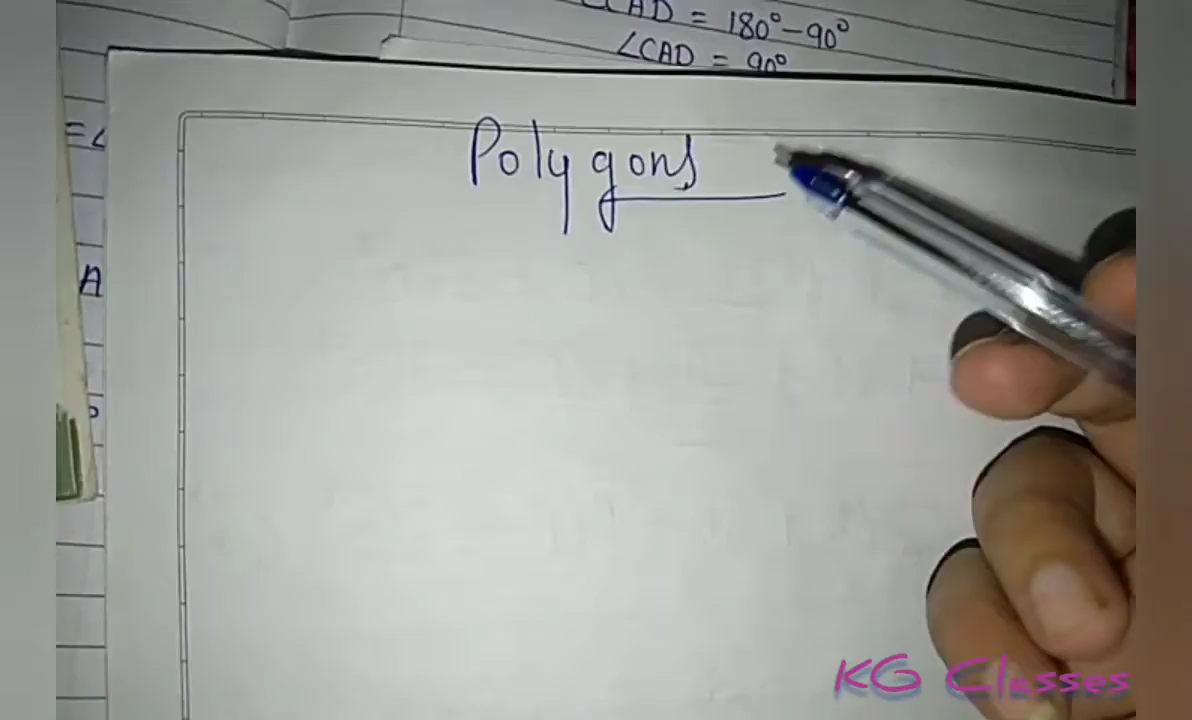 ∠CAD = 180°-90°
∠CAD = 90°
=∠
A
Polygons
KG Classes